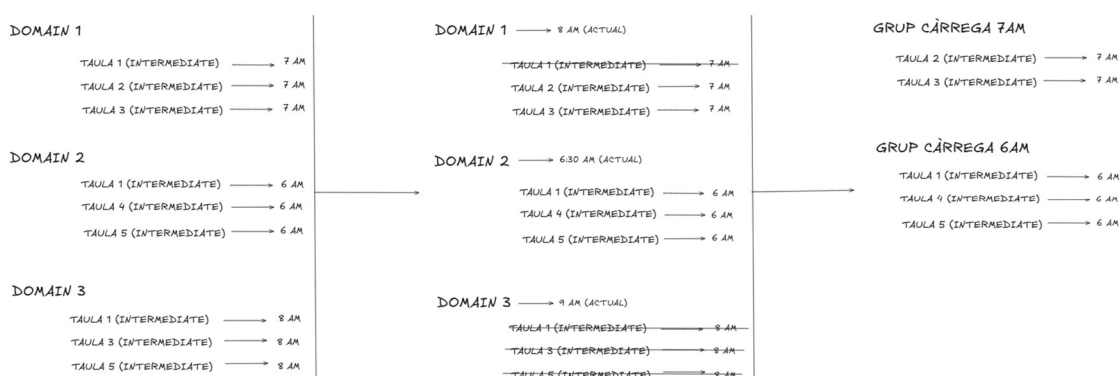 DOMAIN 1
TAULA 1 (INTERMEDIATE) 7 AM
TAULA 2 (INTERMEDIATE) 7 AM
TAULA 3 (INTERMEDIATE) 7 AM
DOMAIN 2
TAULA 1 (INTERMEDIATE) 6 AM
TAULA 4 (INTERMEDIATE) 6 AM
TAULA 5 (INTERMEDIATE) 6 AM
DOMAIN 3
TAULA 1 (INTERMEDIATE) 8 AM
TAULA 3 (INTERMEDIATE) 8 AM
TAULA 5 (INTERMEDIATE) 8 AM
DOMAIN 1 8 AM (ACTUAL)
TAULA 1 (INTERMEDIATE) 7 AM
TAULA 2 (INTERMEDIATE) 7 AM
TAULA 3 (INTERMEDIATE) 7 AM
DOMAIN 2 6:30 AM (ACTUAL)
TAULA 1 (INTERMEDIATE) 6 AM
TAULA 4 (INTERMEDIATE) 6 AM
TAULA 5 (INTERMEDIATE) 6 AM
DOMAIN 3 9 AM (ACTUAL)
TAULA 1 (INTERMEDIATE) 8 AM
TAULA 3 (INTERMEDIATE) 8 AM
TAULA 5 (INTERMEDIATE) 8 AM
GRUP CÀRREGA 7AM
TAULA 2 (INTERMEDIATE) 7 AM
TAULA 3 (INTERMEDIATE) 7 AM
GRUP CÀRREGA 6AM
TAULA 1 (INTERMEDIATE) 6 AM
TAULA 4 (INTERMEDIATE) 6 AM
TAULA 5 (INTERMEDIATE) 6 AM